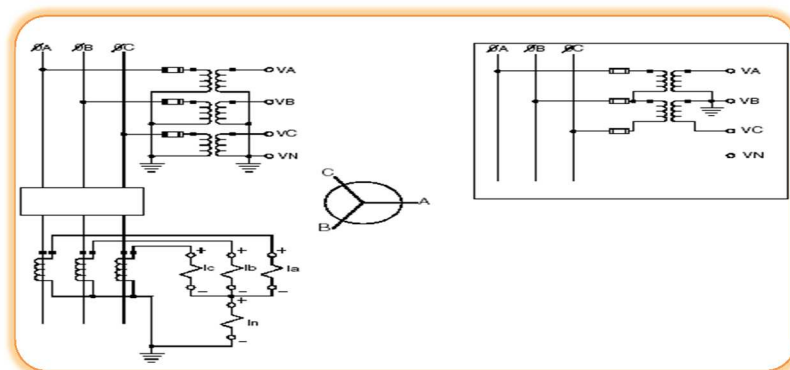 ØA ØB ØC
VA
VB
VC
VN
C
A
B
+ + +
Ic Ib Ia
- - -
+
In
-
ØA ØB ØC
VA
VB
VC
VN